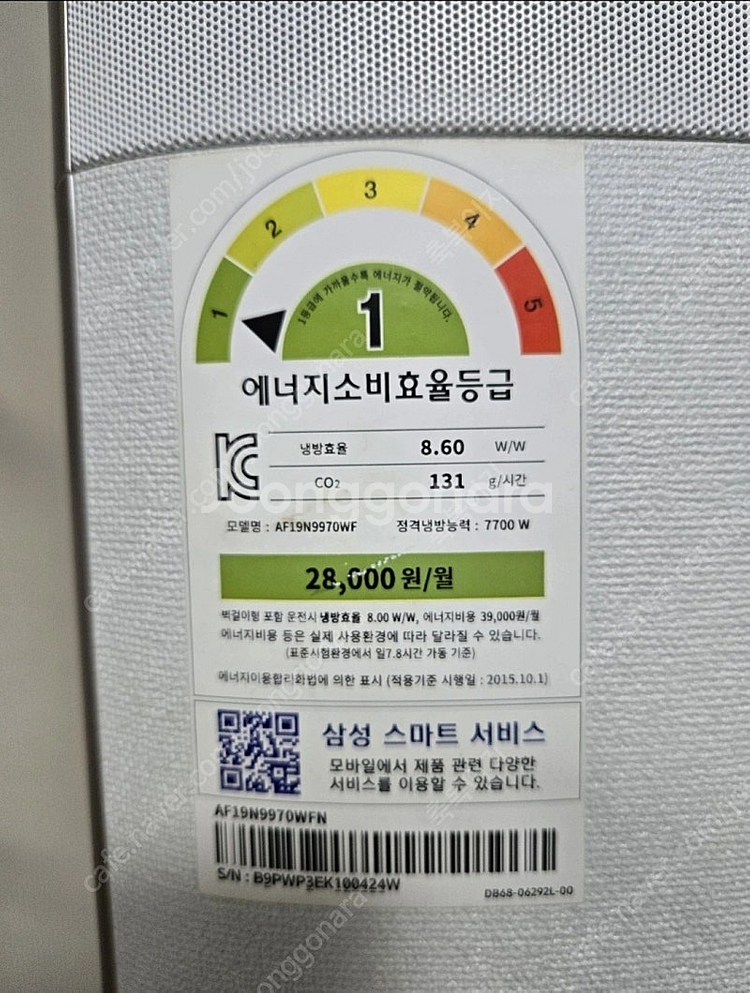 1 2 3 4 5
1등급에 가까울수록 에너지가 절약됩니다.
1
에너지소비효율등급
냉방효율 8.60 W/W
CO₂ 131 g/시간
모델명 : AF19N9970WF 정격냉방능력 : 7700 W
28,000 원/월
벽걸이형 포함 운전시 냉방효율 8.00 W/W, 에너지비용 39,000원/월
에너지비용 등은 실제 사용환경에 따라 달라질 수 있습니다.
(표준시험환경에서 일7.8시간 가동 기준)
에너지이용합리화법에 의한 표시 (적용기준 시행일 : 2015.10.1)
삼성 스마트 서비스
모바일에서 제품 관련 다양한
서비스를 이용할 수 있습니다.
AF19N9970WFN
S/N : B9PWP3EK100424W
DB68-06292L-00
Joonggonara